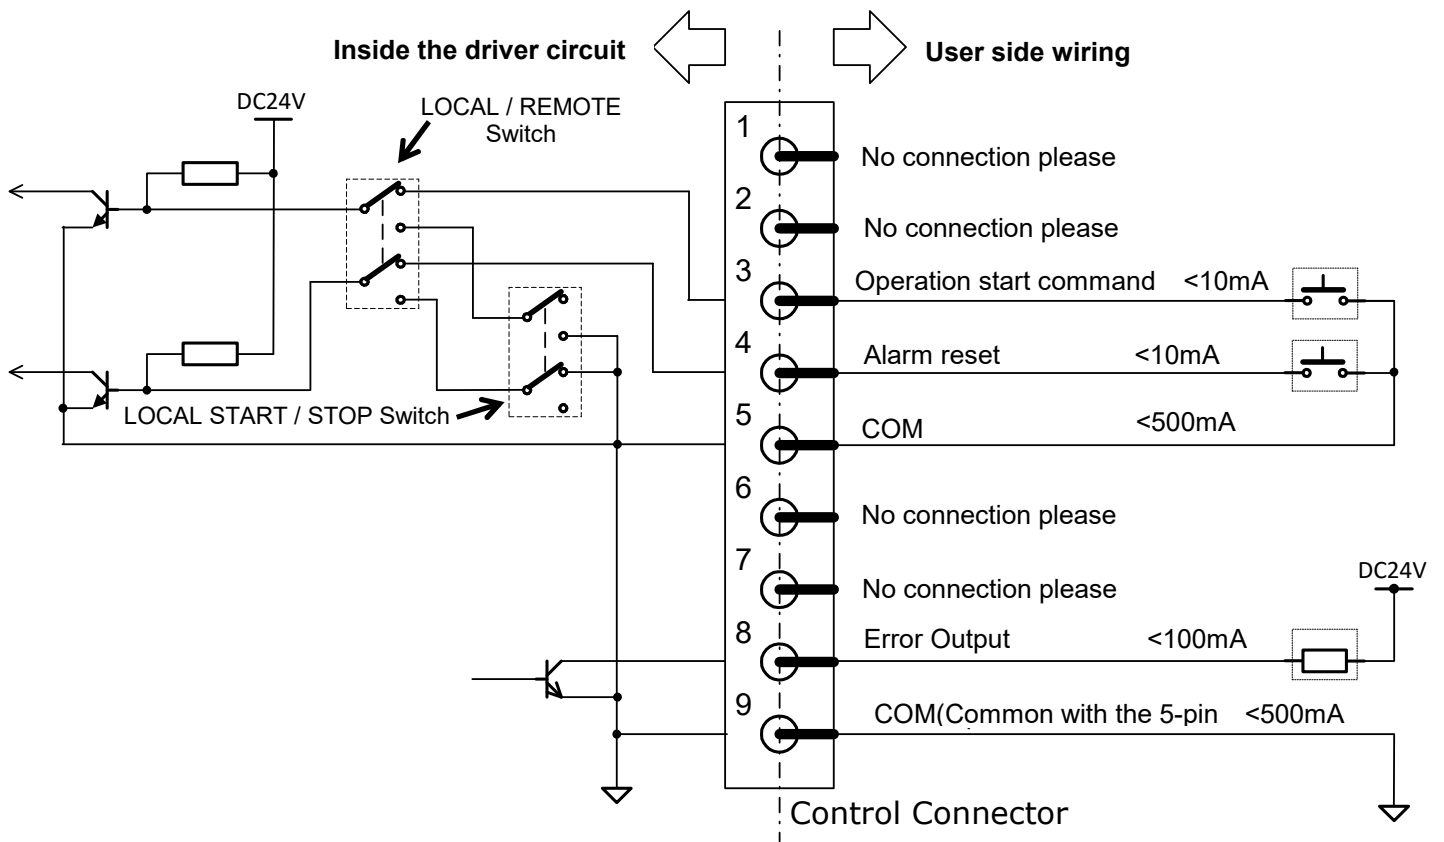 Inside the driver circuit
User side wiring
DC24V
LOCAL / REMOTE
Switch
1
No connection please
2
No connection please
3
Operation start command <10mA
4
Alarm reset <10mA
LOCAL START / STOP Switch
5
COM <500mA
6
No connection please
7
No connection please
DC24V
8
Error Output <100mA
9
COM(Common with the 5-pin <500mA
Control Connector